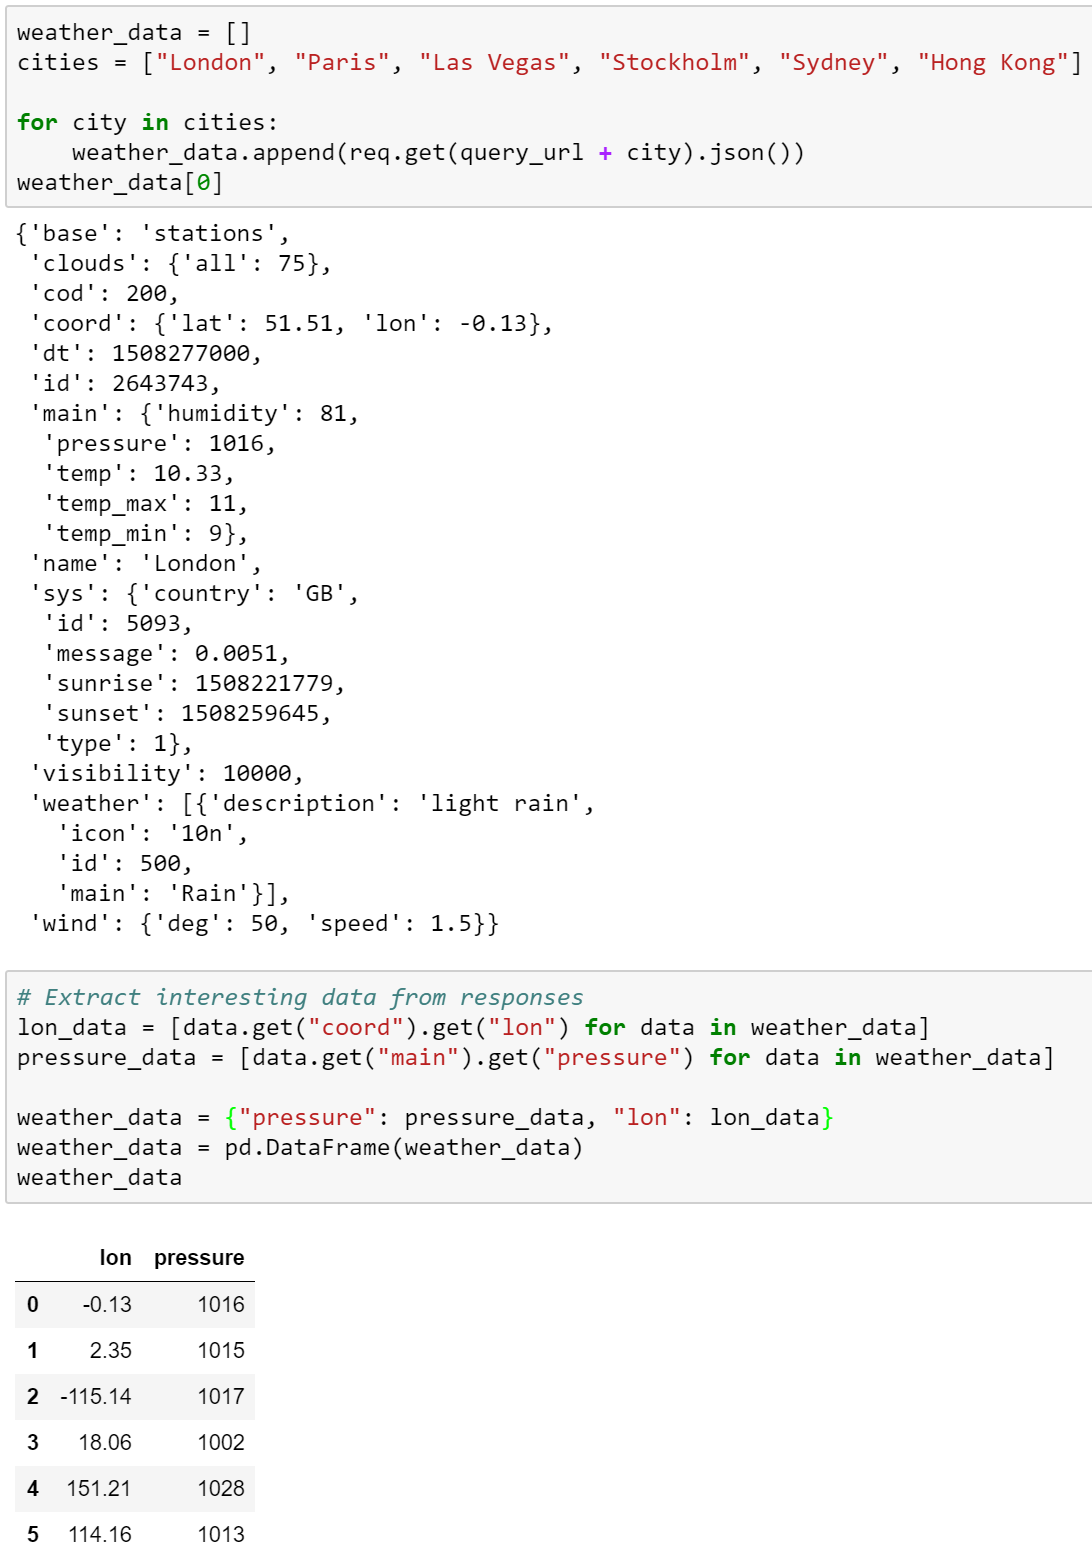 weather_data = []
cities = ["London", "Paris", "Las Vegas", "Stockholm", "Sydney", "Hong Kong"]
for city in cities:
    weather_data.append(req.get(query_url + city).json())
weather_data[0]
{'base': 'stations',
 'clouds': {'all': 75},
 'cod': 200,
 'coord': {'lat': 51.51, 'lon': -0.13},
 'dt': 1508277000,
 'id': 2643743,
 'main': {'humidity': 81,
  'pressure': 1016,
  'temp': 10.33,
  'temp_max': 11,
  'temp_min': 9},
 'name': 'London',
 'sys': {'country': 'GB',
  'id': 5093,
  'message': 0.0051,
  'sunrise': 1508221779,
  'sunset': 1508259645,
  'type': 1},
 'visibility': 10000,
 'weather': [{'description': 'light rain',
   'icon': '10n',
   'id': 500,
   'main': 'Rain'}],
 'wind': {'deg': 50, 'speed': 1.5}}
# Extract interesting data from responses
lon_data = [data.get("coord").get("lon") for data in weather_data]
pressure_data = [data.get("main").get("pressure") for data in weather_data]
weather_data = {"pressure": pressure_data, "lon": lon_data}
weather_data = pd.DataFrame(weather_data)
weather_data
lon pressure
0 -0.13 1016
1 2.35 1015
2 -115.14 1017
3 18.06 1002
4 151.21 1028
5 114.16 1013